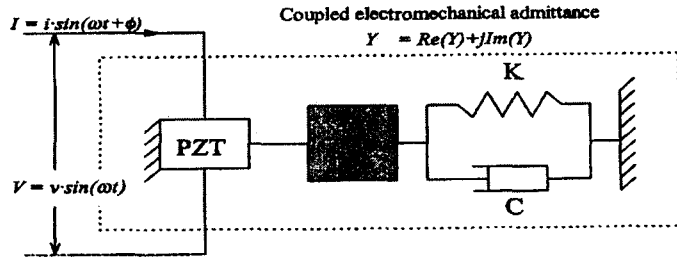 I = i·sin(ωt+ϕ)
Coupled electromechanical admittance
Y = Re(Y)+jIm(Y)
K
PZT
V = v·sin(ωt)
C